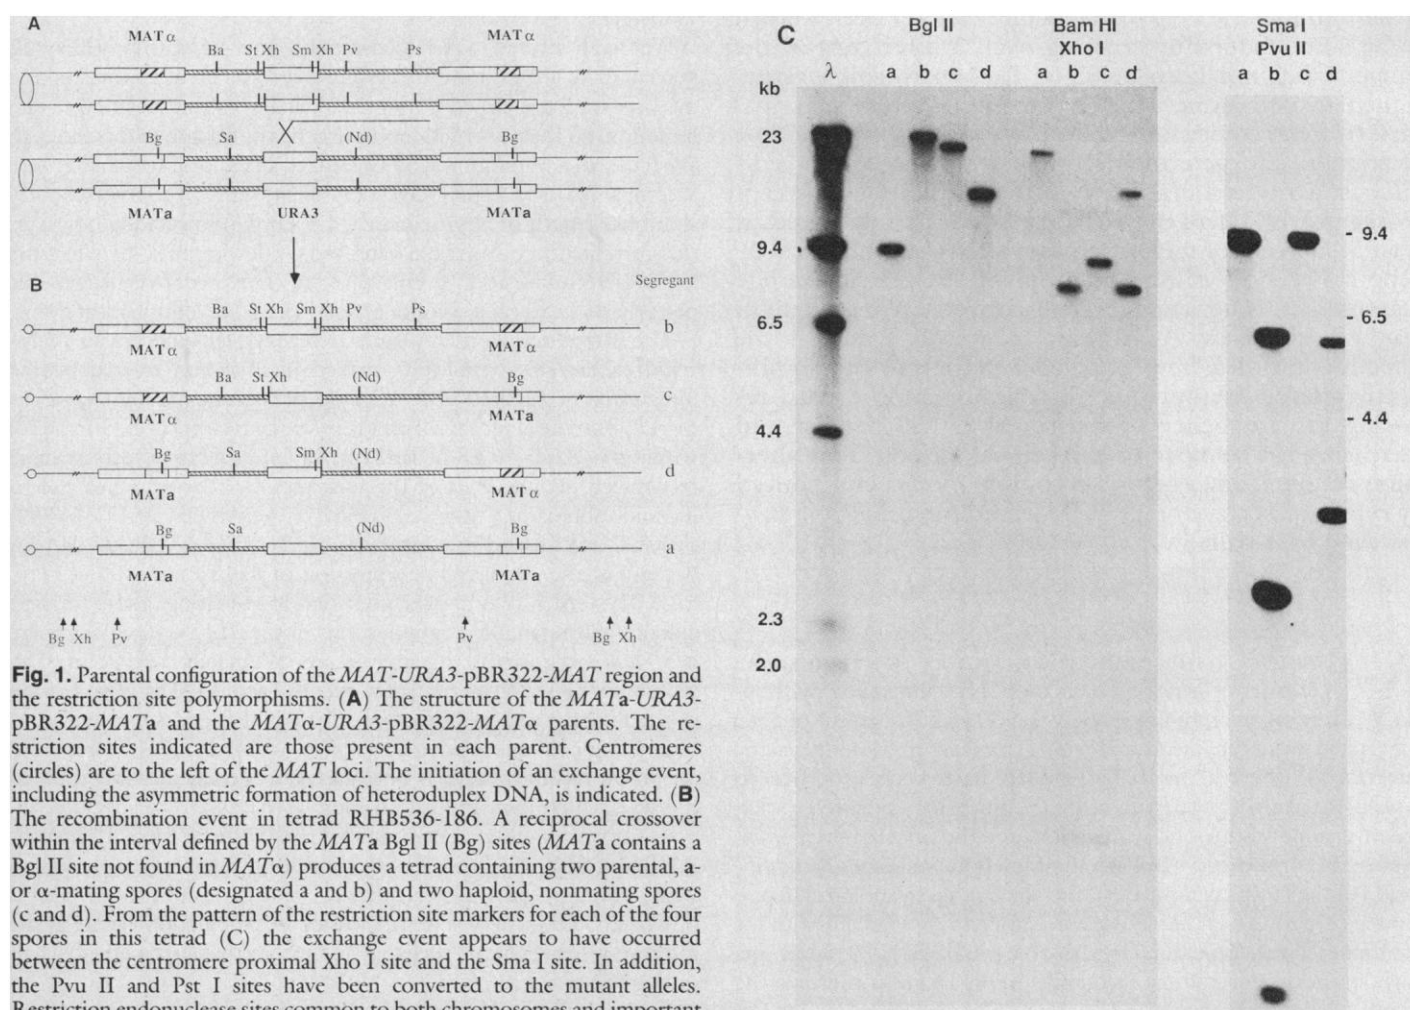 A
MATα MATα
Ba St Xh Sm Xh Pv Ps
Bg Sa (Nd) Bg
MATa URA3 MATa
B
Segregant
Ba St Xh Sm Xh Pv Ps
b
MATα MATα
Ba St Xh (Nd) Bg
c
MATα MATa
Bg Sa Sm Xh (Nd)
d
MATa MATα
Bg Sa (Nd) Bg
a
MATa MATa
Bg Xh Pv Pv Bg Xh
Fig. 1. Parental configuration of the MAT-URA3-pBR322-MAT region and
the restriction site polymorphisms. (A) The structure of the MATa-URA3-
pBR322-MATa and the MATα-URA3-pBR322-MATα parents. The re-
striction sites indicated are those present in each parent. Centromeres
(circles) are to the left of the MAT loci. The initiation of an exchange event,
including the asymmetric formation of heteroduplex DNA, is indicated. (B)
The recombination event in tetrad RHB536-186. A reciprocal crossover
within the interval defined by the MATa Bgl II (Bg) sites (MATa contains a
Bgl II site not found in MATα) produces a tetrad containing two parental, a-
or α-mating spores (designated a and b) and two haploid, nonmating spores
(c and d). From the pattern of the restriction site markers for each of the four
spores in this tetrad (C) the exchange event appears to have occurred
between the centromere proximal Xho I site and the Sma I site. In addition,
the Pvu II and Pst I sites have been converted to the mutant alleles.
Restriction endonuclease sites common to both chromosomes and important
C
Bgl II Bam HI Sma I
Xho I Pvu II
λ a b c d a b c d a b c d
kb
23
9.4 - 9.4
6.5 - 6.5
4.4 - 4.4
2.3
2.0